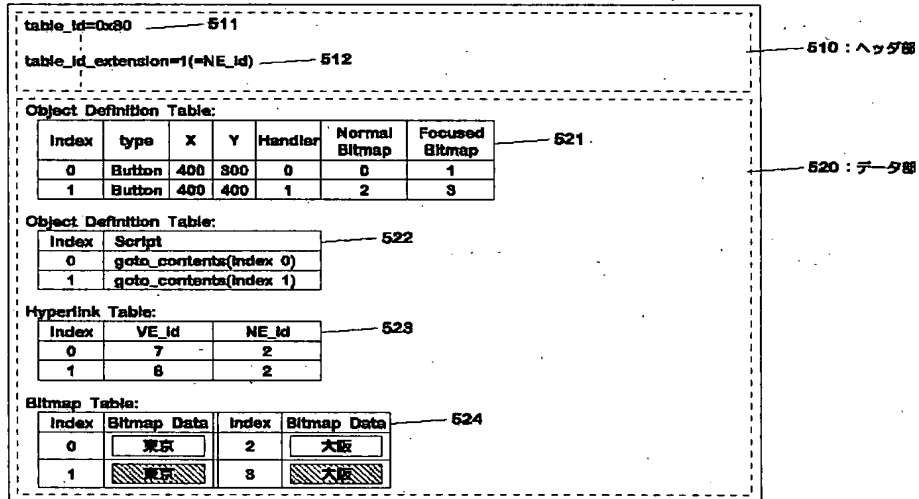 table_id=0x80 511
table_id_extension=1(=NE_id) 512
510：ヘッダ部
Object Definition Table:
Index type X Y Handler Normal Bitmap Focused Bitmap 521
0 Button 400 300 0 0 1
1 Button 400 400 1 2 3
520：データ部
Object Definition Table:
Index Script 522
0 goto_contents(index 0)
1 goto_contents(index 1)
Hyperlink Table:
Index VE_id NE_id 523
0 7 2
1 8 2
Bitmap Table:
Index Bitmap Data Index Bitmap Data 524
0 東京 2 大阪
1 東京 3 大阪